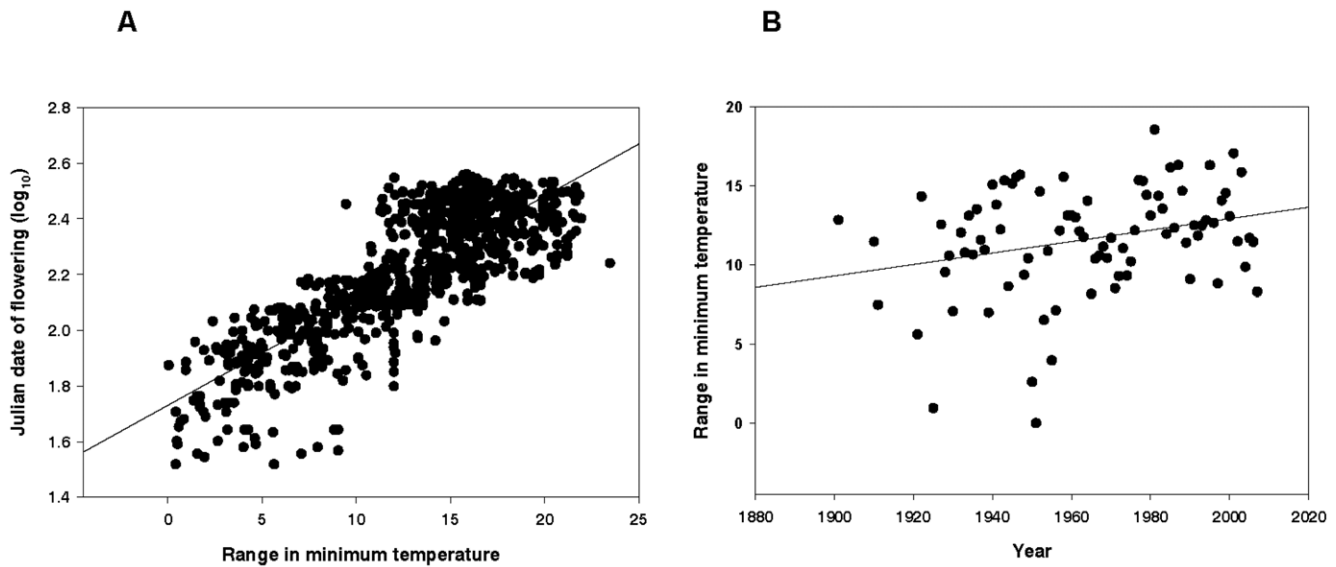 A
B
Julian date of flowering (log10)
2.8
2.6
2.4
2.2
2.0
1.8
1.6
1.4
0 5 10 15 20 25
Range in minimum temperature
Range in minimum temperature
20
15
10
5
0
1880 1900 1920 1940 1960 1980 2000 2020
Year